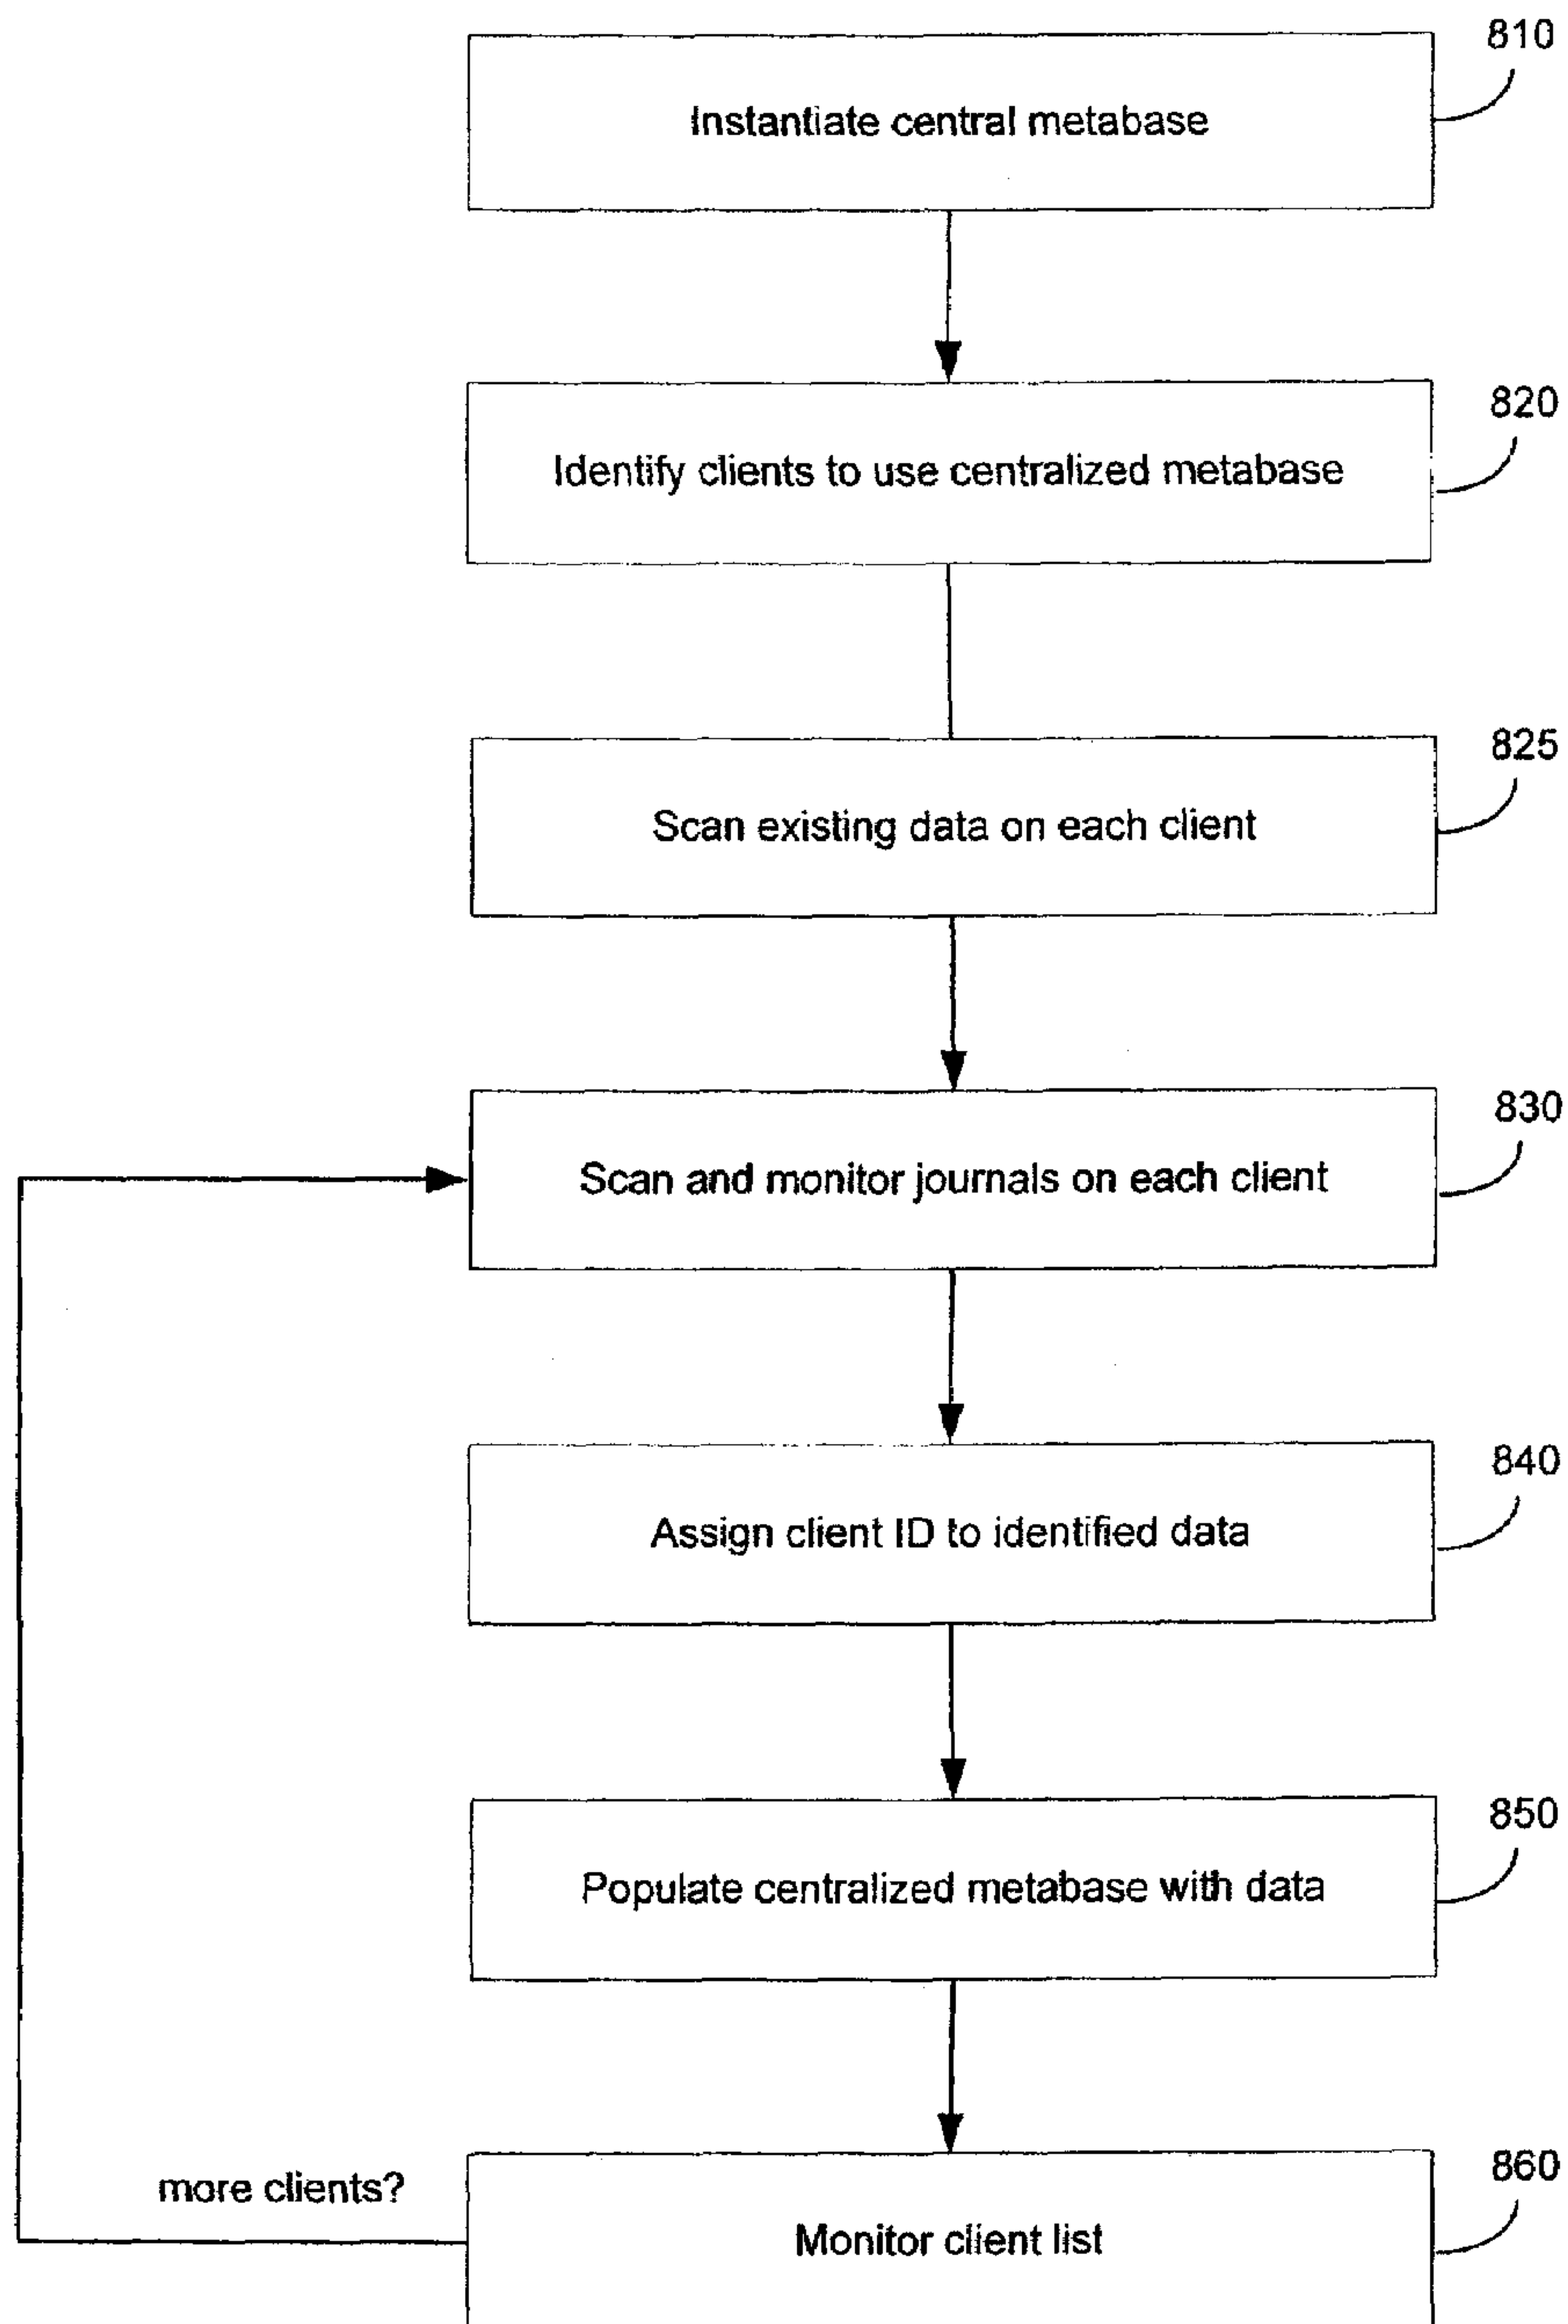 810
Instantiate central metabase
820
Identify clients to use centralized metabase
825
Scan existing data on each client
830
Scan and monitor journals on each client
840
Assign client ID to identified data
850
Populate centralized metabase with data
860
more clients?
Monitor client list